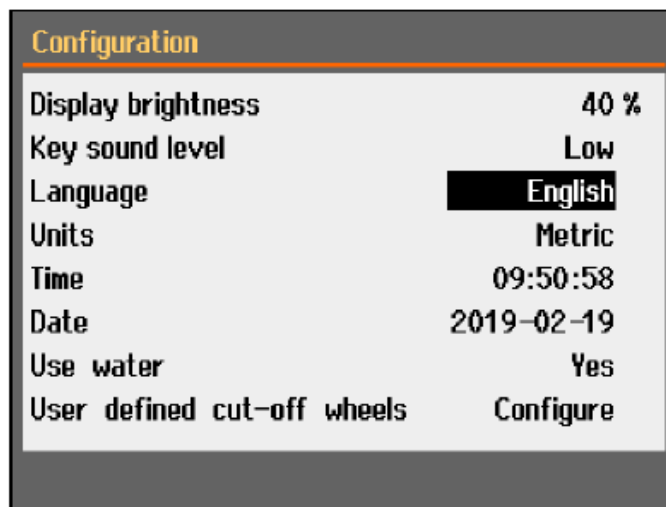 Configuration
Display brightness 40 %
Key sound level Low
Language English
Units Metric
Time 09:50:58
Date 2019-02-19
Use water Yes
User defined cut-off wheels Configure